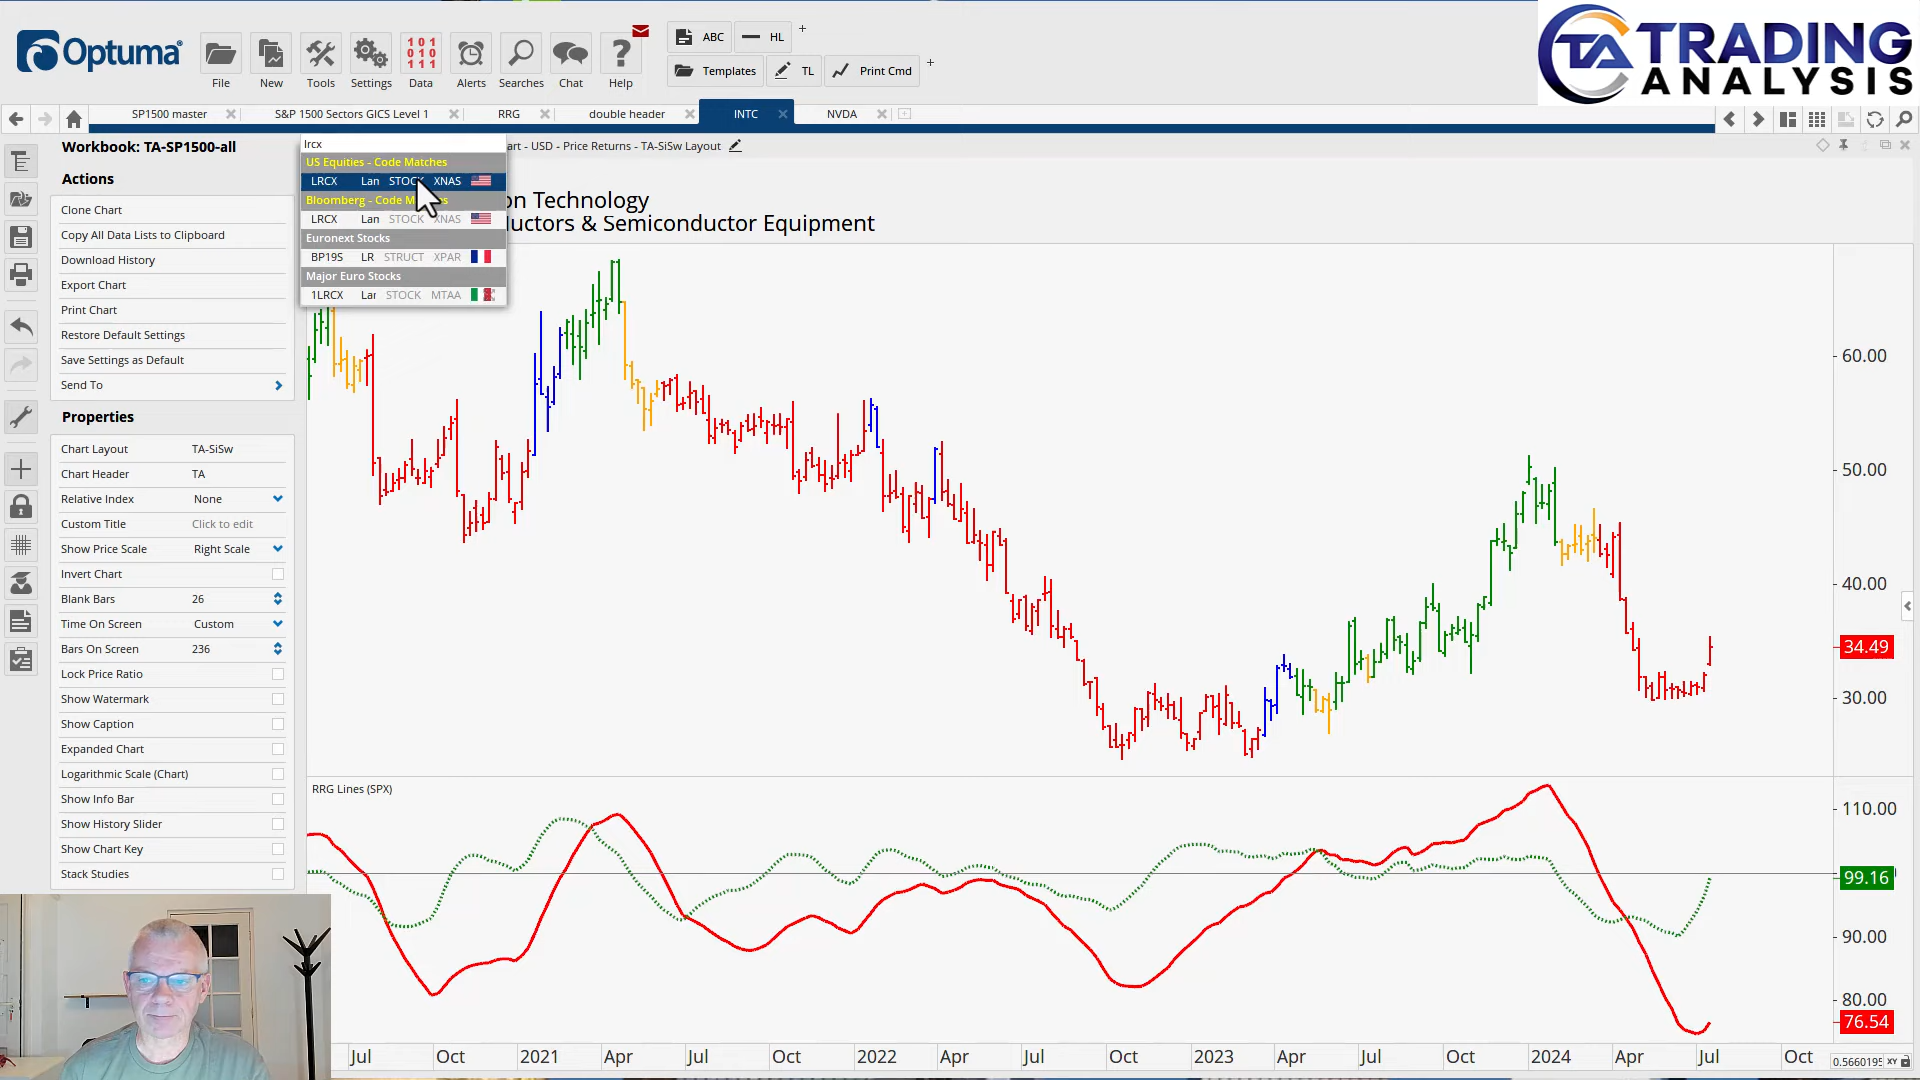 Optuma
File
New
Tools
Settings
101
010
111
Data
Alerts
Searches
Chat
Help
ABC
HL
+
Templates
TL
Print Cmd
+
TA TRADING
ANALYSIS
SP1500 master
S&P 1500 Sectors GICS Level 1
RRG
double header
INTC
NVDA
Workbook: TA-SP1500-all
Actions
Clone Chart
Copy All Data Lists to Clipboard
Download History
Export Chart
Print Chart
Restore Default Settings
Save Settings as Default
Send To
Properties
Chart Layout TA-SiSw
Chart Header TA
Relative Index None
Custom Title Click to edit
Show Price Scale Right Scale
Invert Chart
Blank Bars 26
Time On Screen Custom
Bars On Screen 236
Lock Price Ratio
Show Watermark
Show Caption
Expanded Chart
Logarithmic Scale (Chart)
Show Info Bar
Show History Slider
Show Chart Key
Stack Studies
lrcx
US Equities - Code Matches
LRCX Lan STOCK XNAS
Bloomberg - Code M es
LRCX Lan STOCK XNAS
Euronext Stocks
BP19S LR STRUCT XPAR
Major Euro Stocks
1LRCX Lar STOCK MTAA
art - USD - Price Returns - TA-SiSw Layout
on Technology
uctors & Semiconductor Equipment
60.00
50.00
40.00
34.49
30.00
RRG Lines (SPX)
110.00
99.16
90.00
80.00
76.54
Jul Oct 2021 Apr Jul Oct 2022 Apr Jul Oct 2023 Apr Jul Oct 2024 Apr Jul Oct
0.5660195 XY